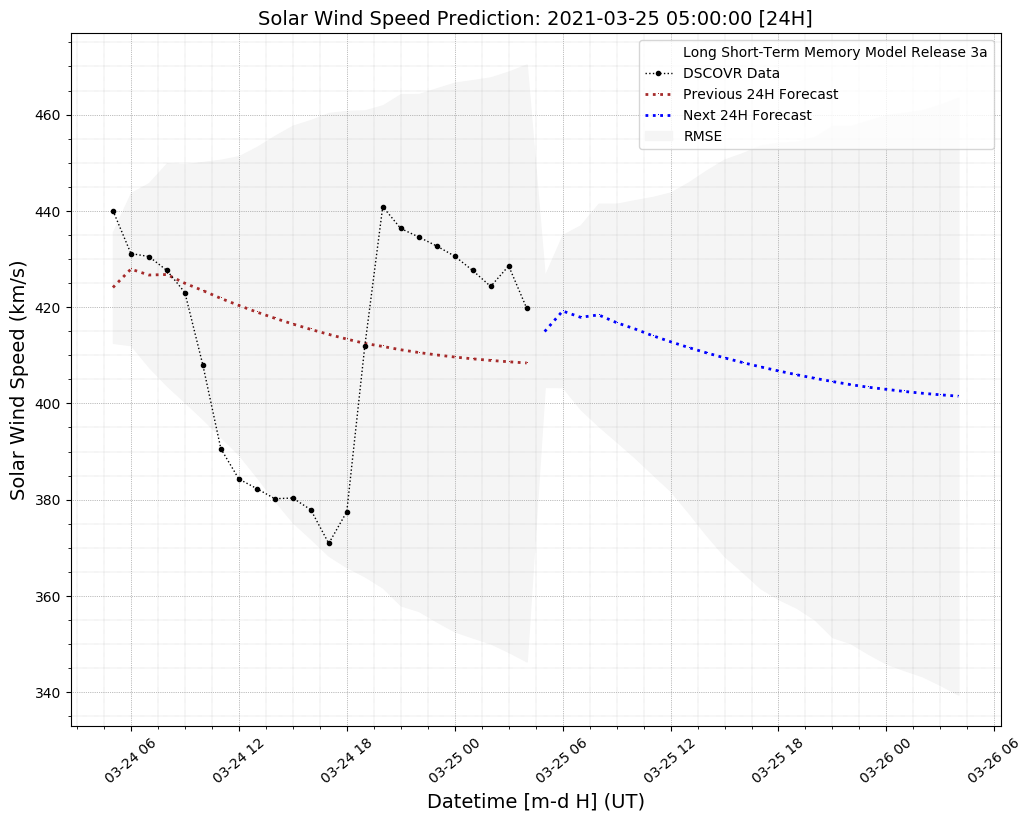 Solar Wind Speed Prediction: 2021-03-25 05:00:00 [24H]
Long Short-Term Memory Model Release 3a
DSCOVR Data
Previous 24H Forecast
Next 24H Forecast
RMSE
Solar Wind Speed (km/s)
460
440
420
400
380
360
340
03-24 06
03-24 12
03-24 18
03-25 00
03-25 06
03-25 12
03-25 18
03-26 00
03-26 06
Datetime [m-d H] (UT)